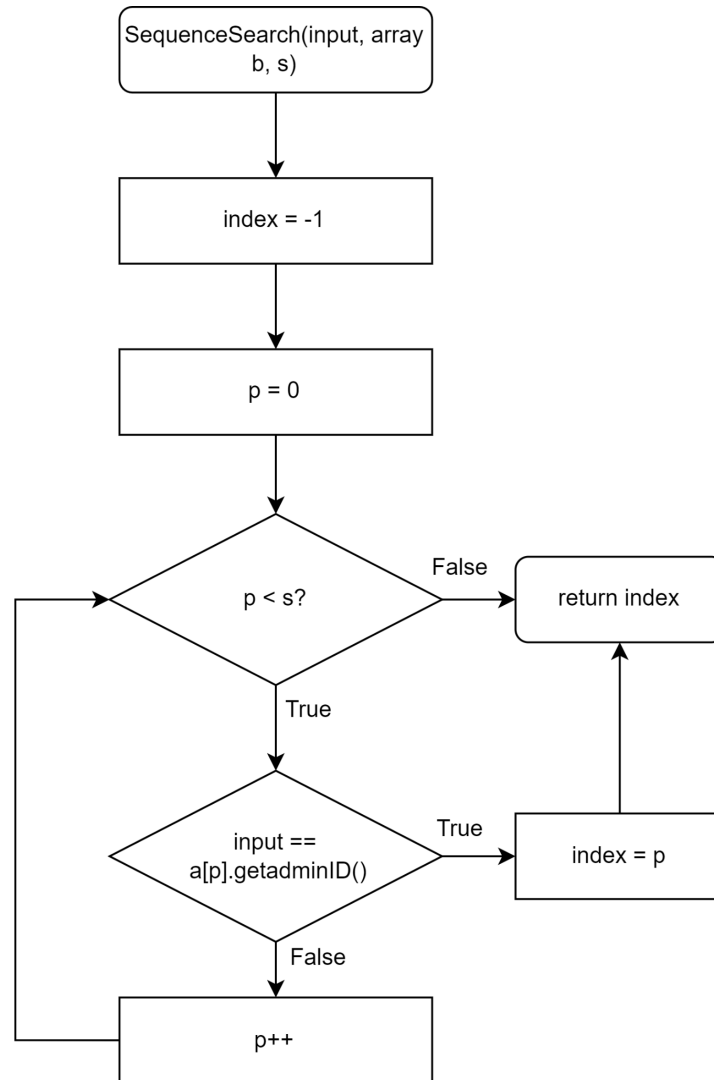 SequenceSearch(input, array
b, s)
index = -1
p = 0
p < s?
False
return index
True
input ==
a[p].getadminID()
True
index = p
False
p++